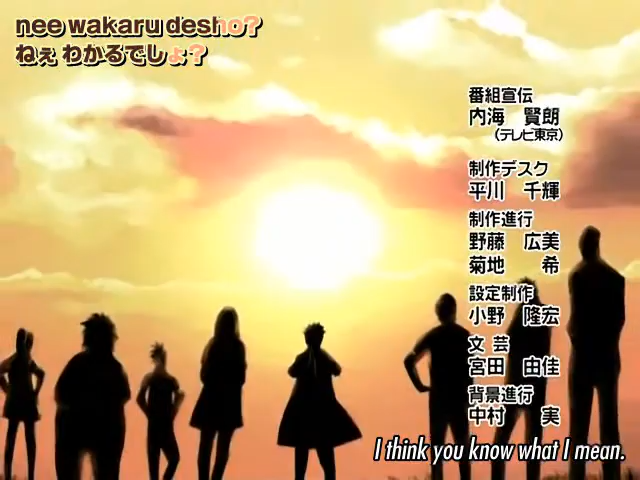 nee wakaru desho?
ねぇ わかるでしょ?
番組宣伝
内海 賢朗
(テレビ東京)
制作デスク
平川 千輝
制作進行
野藤 広美
菊地 希
設定制作
小野 隆宏
文芸
宮田 由佳
背景進行
中村 実
I think you know what I mean.